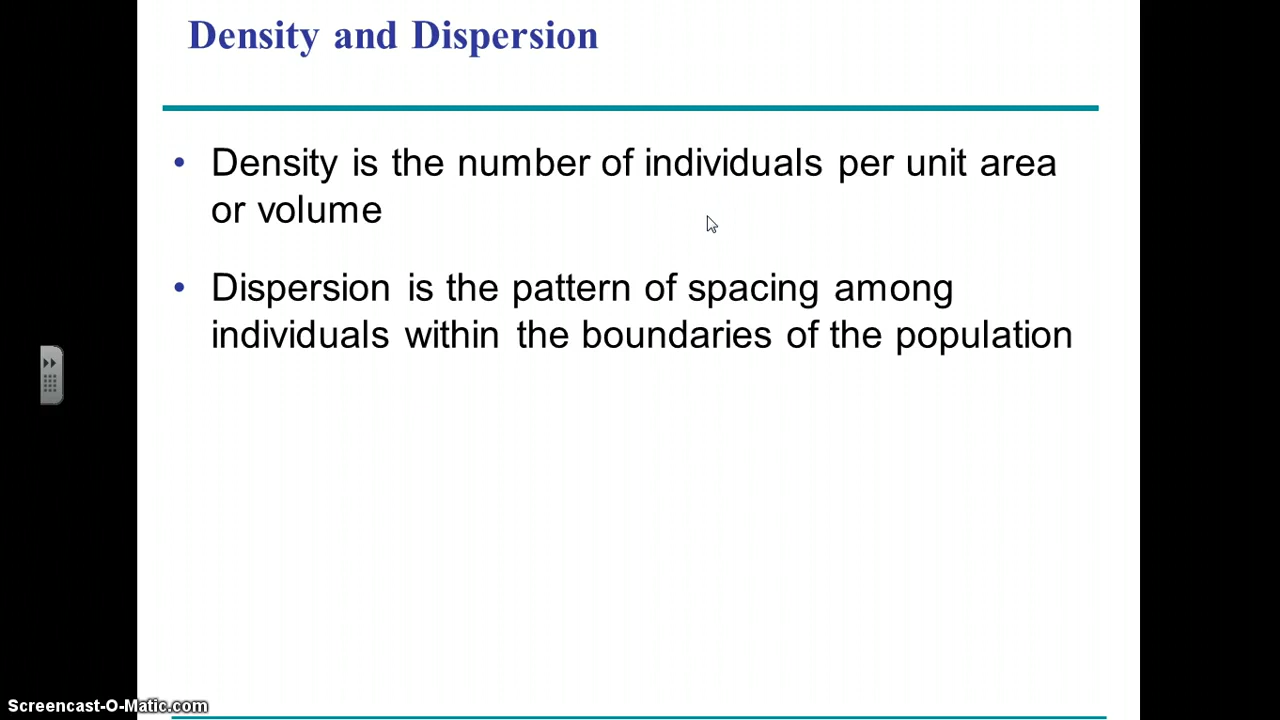 Density and Dispersion
• Density is the number of individuals per unit area
or volume
• Dispersion is the pattern of spacing among
individuals within the boundaries of the population
Screencast-O-Matic.com